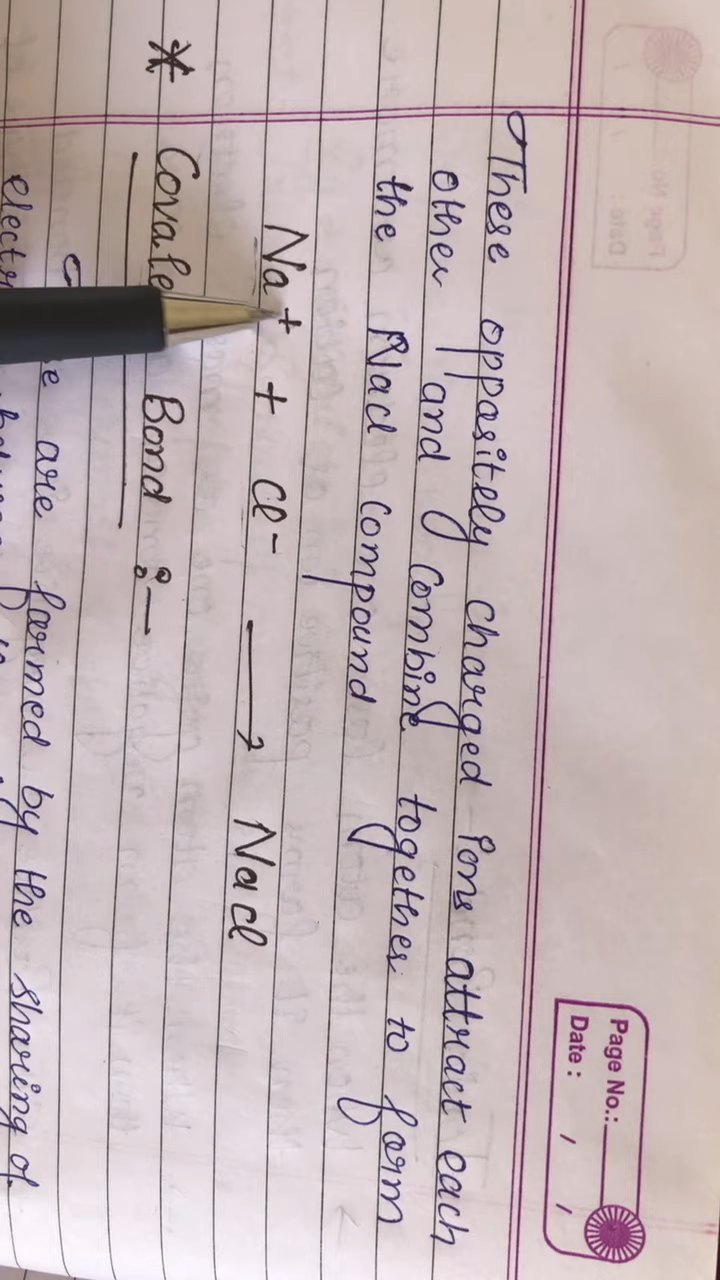 Page No.:
Date : / /
These oppositely charged ions attract each
other and combine together to form
the Nacl compound
Na+ + Cl- ⟶ Nacl
* Covale Bond :-
are formed by the sharing of